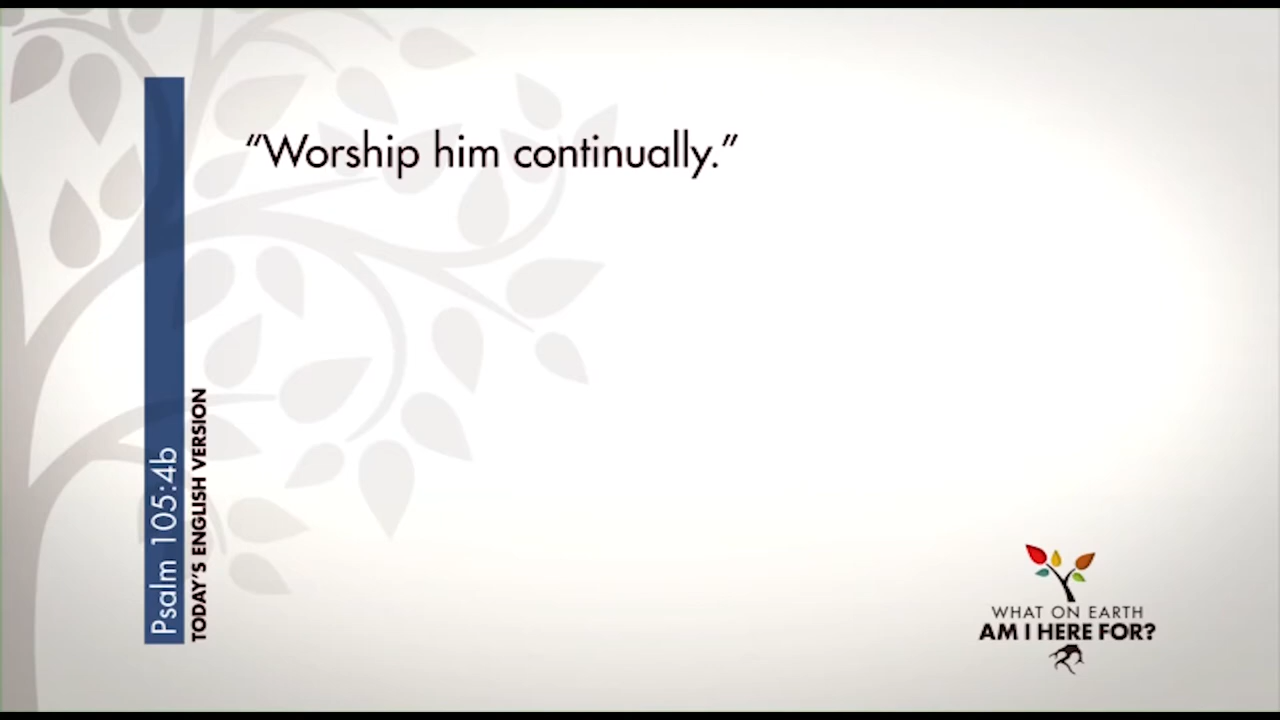 “Worship him continually.”
Psalm 105:4b
TODAY’S ENGLISH VERSION
WHAT ON EARTH
AM I HERE FOR?